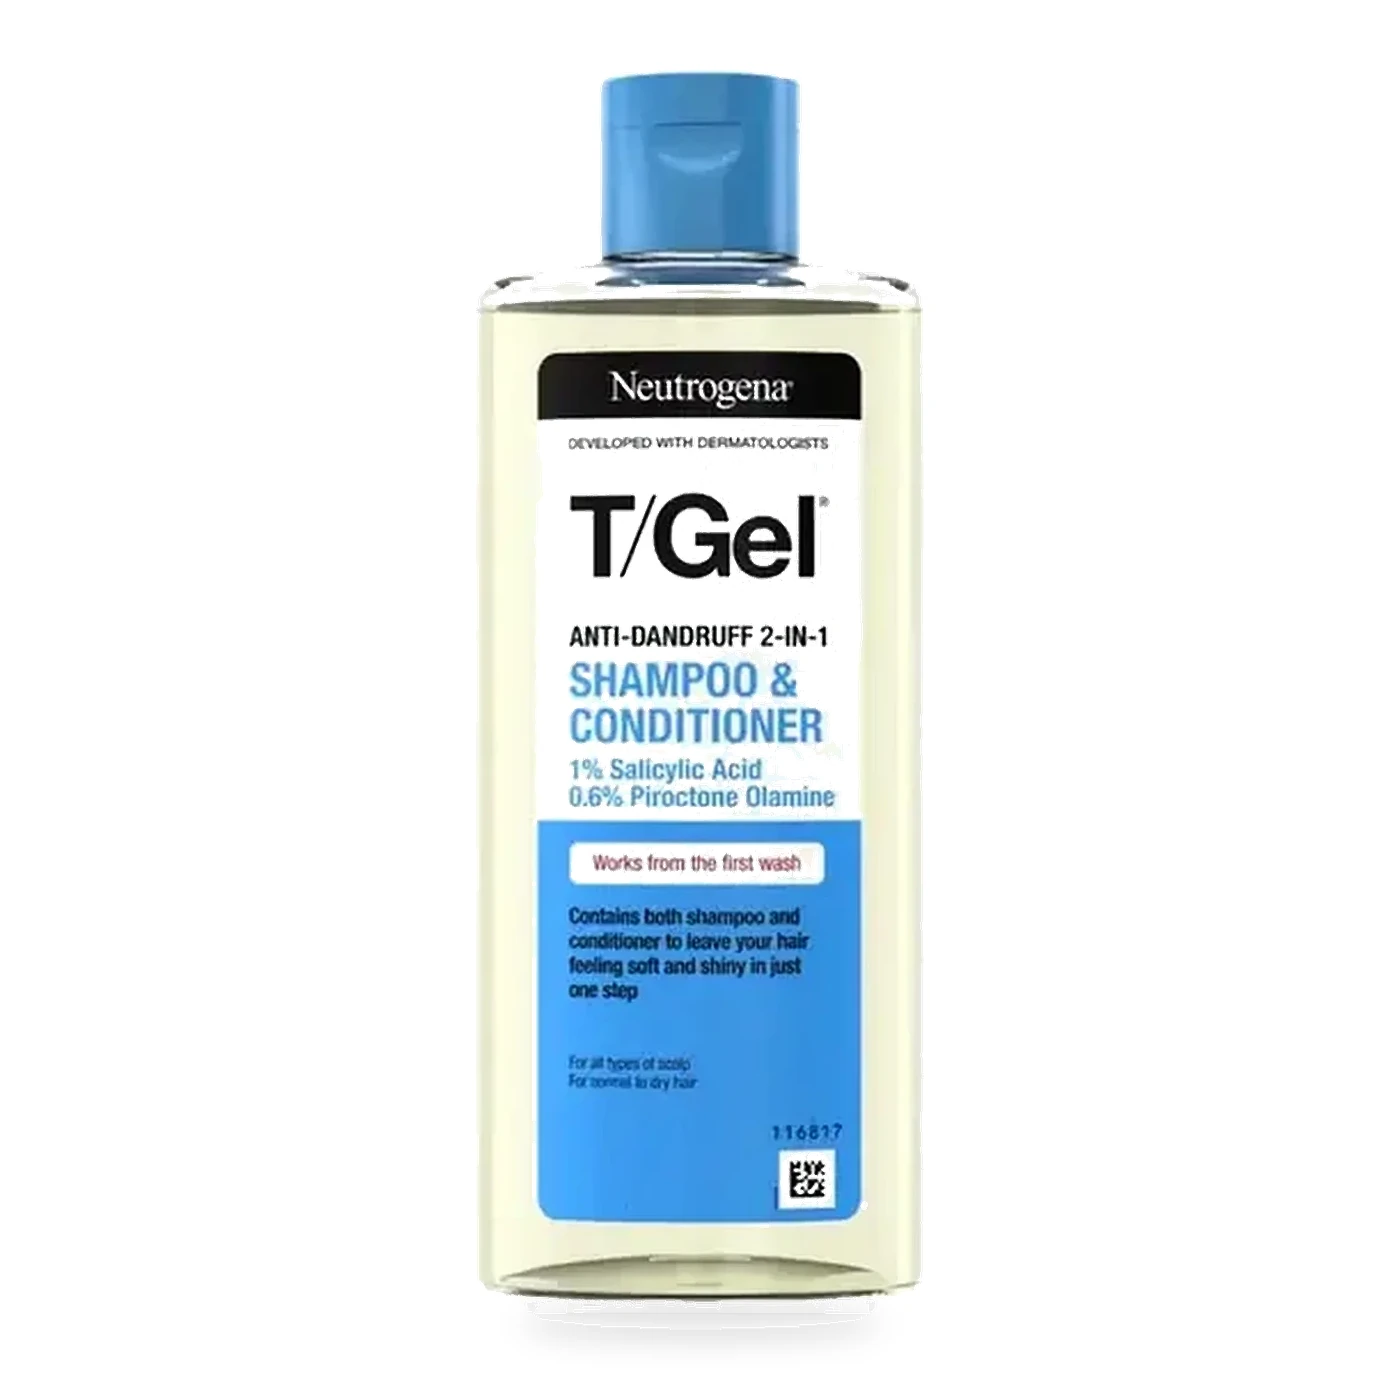 Neutrogena®
DEVELOPED WITH DERMATOLOGISTS
T/Gel®
ANTI-DANDRUFF 2-IN-1
SHAMPOO &
CONDITIONER
1% Salicylic Acid
0.6% Piroctone Olamine
Works from the first wash
Contains both shampoo and
conditioner to leave your hair
feeling soft and shiny in just
one step
For all types of scalp
For normal to dry hair
116817